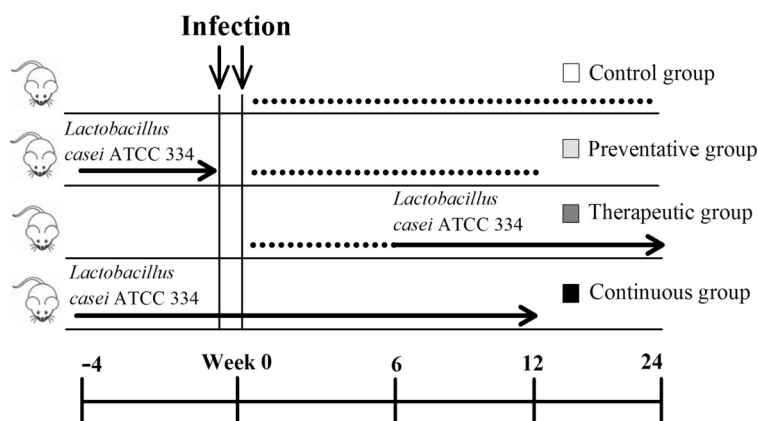 Infection
Control group
Lactobacillus
casei ATCC 334
Preventative group
Lactobacillus
casei ATCC 334
Therapeutic group
Lactobacillus
casei ATCC 334
Continuous group
-4 Week 0 6 12 24